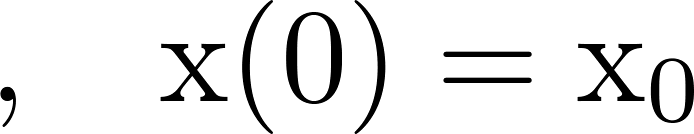 , x(0) = x₀